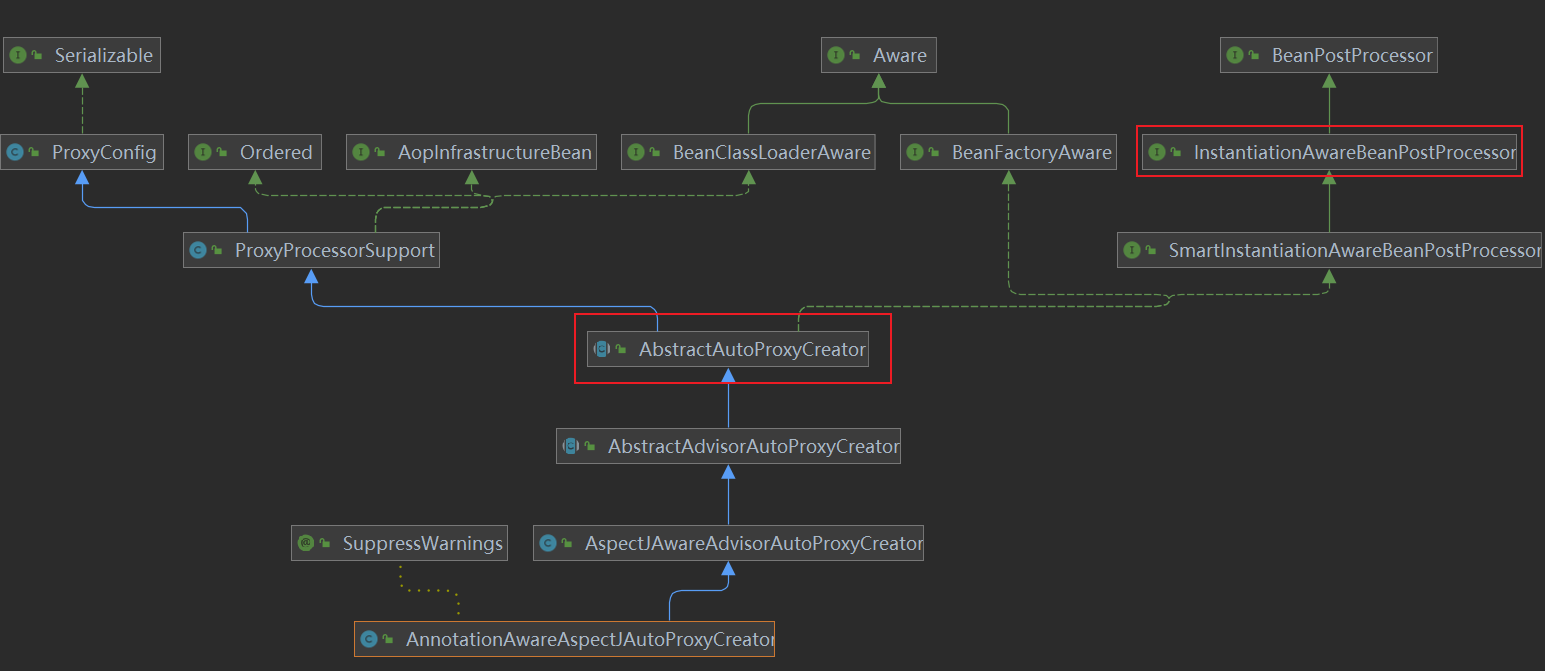 Serializable
Aware
BeanPostProcessor
ProxyConfig
Ordered
AopInfrastructureBean
BeanClassLoaderAware
BeanFactoryAware
InstantiationAwareBeanPostProcessor
ProxyProcessorSupport
SmartInstantiationAwareBeanPostProcessor
AbstractAutoProxyCreator
AbstractAdvisorAutoProxyCreator
SuppressWarnings
AspectJAwareAdvisorAutoProxyCreator
AnnotationAwareAspectJAutoProxyCreator